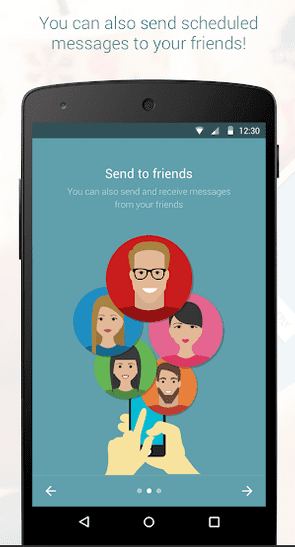 You can also send scheduled
messages to your friends!
12:30
Send to friends
You can also send and receive messages
from your friends